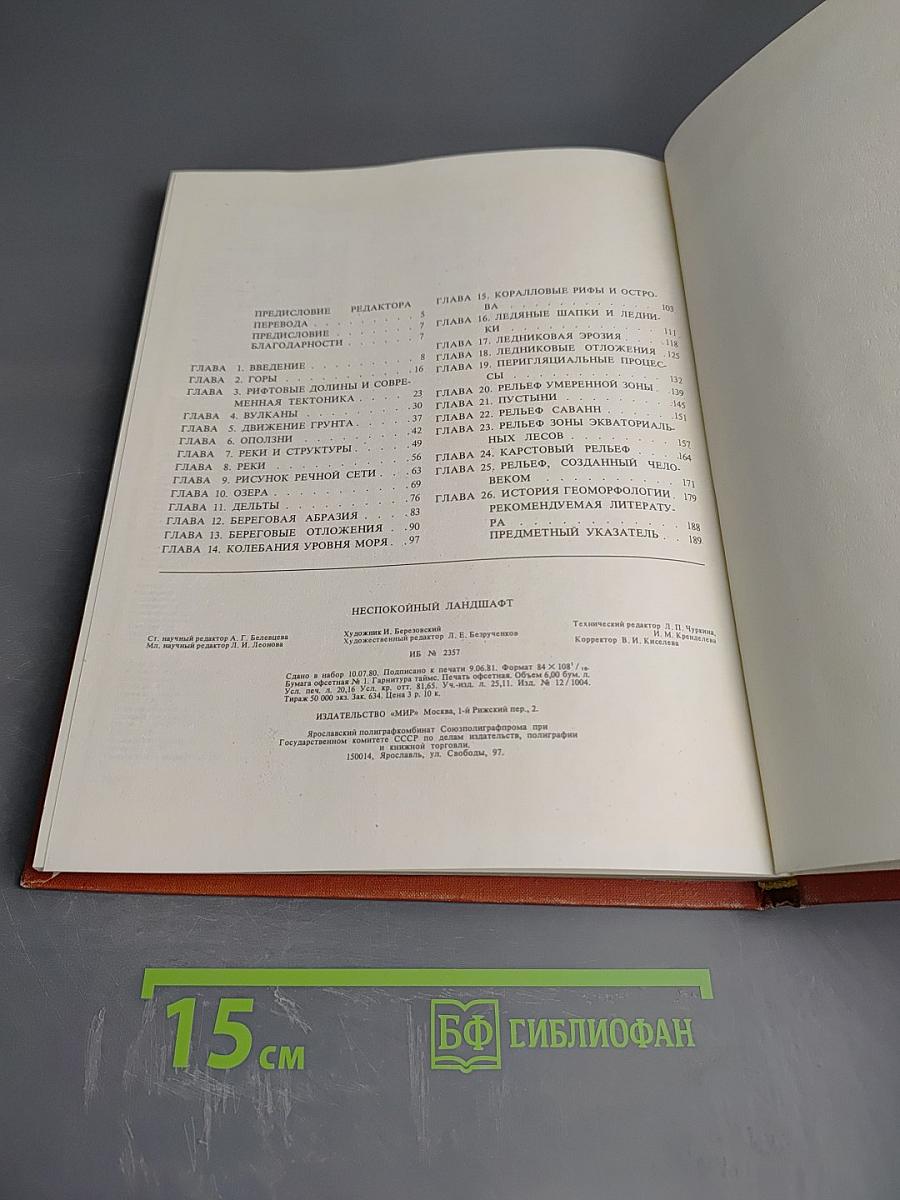 ПРЕДИСЛОВИЕ РЕДАКТОРА
ПЕРЕВОДА . . . . . . . . 5
ПРЕДИСЛОВИЕ . . . . . . 7
БЛАГОДАРНОСТИ . . . . . 7
ГЛАВА 1. ВВЕДЕНИЕ . . . . . . . . 8
ГЛАВА 2. ГОРЫ . . . . . . . . . . 16
ГЛАВА 3. РИФТОВЫЕ ДОЛИНЫ И СОВРЕ-
МЕННАЯ ТЕКТОНИКА . . . . 23
ГЛАВА 4. ВУЛКАНЫ . . . . . . . . 30
ГЛАВА 5. ДВИЖЕНИЕ ГРУНТА . . . . 37
ГЛАВА 6. ОПОЛЗНИ . . . . . . . . 42
ГЛАВА 7. РЕКИ И СТРУКТУРЫ . . . . 49
ГЛАВА 8. РЕКИ . . . . . . . . . . 56
ГЛАВА 9. РИСУНОК РЕЧНОЙ СЕТИ . . . 63
ГЛАВА 10. ОЗЕРА . . . . . . . . . 69
ГЛАВА 11. ДЕЛЬТЫ . . . . . . . . 76
ГЛАВА 12. БЕРЕГОВАЯ АБРАЗИЯ . . . . 83
ГЛАВА 13. БЕРЕГОВЫЕ ОТЛОЖЕНИЯ . . 90
ГЛАВА 14. КОЛЕБАНИЯ УРОВНЯ МОРЯ . . 97
ГЛАВА 15. КОРАЛЛОВЫЕ РИФЫ И ОСТРО-
ВА . . . . . . . . . . . 103
ГЛАВА 16. ЛЕДЯНЫЕ ШАПКИ И ЛЕДНИ-
КИ . . . . . . . . . . . 111
ГЛАВА 17. ЛЕДНИКОВАЯ ЭРОЗИЯ . . . . 118
ГЛАВА 18. ЛЕДНИКОВЫЕ ОТЛОЖЕНИЯ . 125
ГЛАВА 19. ПЕРИГЛЯЦИАЛЬНЫЕ ПРОЦЕС-
СЫ . . . . . . . . . . . 132
ГЛАВА 20. РЕЛЬЕФ УМЕРЕННОЙ ЗОНЫ . 139
ГЛАВА 21. ПУСТЫНИ . . . . . . . . 145
ГЛАВА 22. РЕЛЬЕФ САВАНН . . . . . 151
ГЛАВА 23. РЕЛЬЕФ ЗОНЫ ЭКВАТОРИАЛЬ-
НЫХ ЛЕСОВ . . . . . . . . 157
ГЛАВА 24. КАРСТОВЫЙ РЕЛЬЕФ . . . . 164
ГЛАВА 25. РЕЛЬЕФ, СОЗДАННЫЙ ЧЕЛО-
ВЕКОМ . . . . . . . . . . 171
ГЛАВА 26. ИСТОРИЯ ГЕОМОРФОЛОГИИ . 179
РЕКОМЕНДУЕМАЯ ЛИТЕРАТУ-
РА . . . . . . . . . . . 188
ПРЕДМЕТНЫЙ УКАЗАТЕЛЬ . . 189
НЕСПОКОЙНЫЙ ЛАНДШАФТ
Ст. научный редактор А. Г. Белевцева
Мл. научный редактор Л. И. Леонова
Художник И. Березовский
Художественный редактор Л. Е. Безрученков
Технический редактор Л. П. Чуркина,
И. М. Кренделева
Корректор В. И. Киселева
ИБ № 2357
Сдано в набор 10.07.80. Подписано к печати 9.06.81. Формат 84 × 108¹/₁₆.
Бумага офсетная № 1. Гарнитура таймс. Печать офсетная. Объем 6,00 бум. л.
Усл. печ. л. 20,16 Усл. кр. отт. 81,65. Уч.-изд. л. 25,11. Изд. № 12/1004.
Тираж 50 000 экз. Зак. 634. Цена 3 р. 10 к.
ИЗДАТЕЛЬСТВО «МИР» Москва, 1-й Рижский пер., 2.
Ярославский полиграфкомбинат Союзполиграфпрома при
Государственном комитете СССР по делам издательств, полиграфии
и книжной торговли.
150014, Ярославль, ул. Свободы, 97.
15 см
БФ БИБЛИОФАН